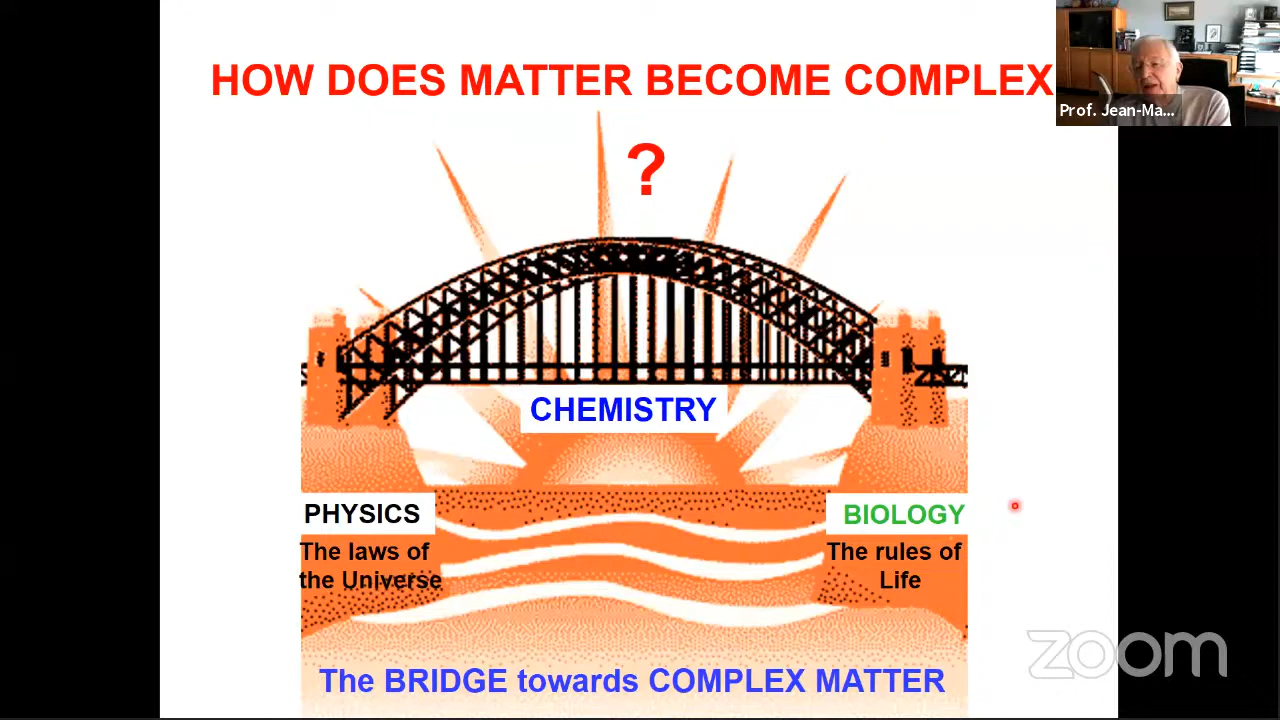 HOW DOES MATTER BECOME COMPLEX
?
Prof. Jean-Ma...
CHEMISTRY
PHYSICS
The laws of
the Universe
BIOLOGY
The rules of
Life
The BRIDGE towards COMPLEX MATTER
zoom